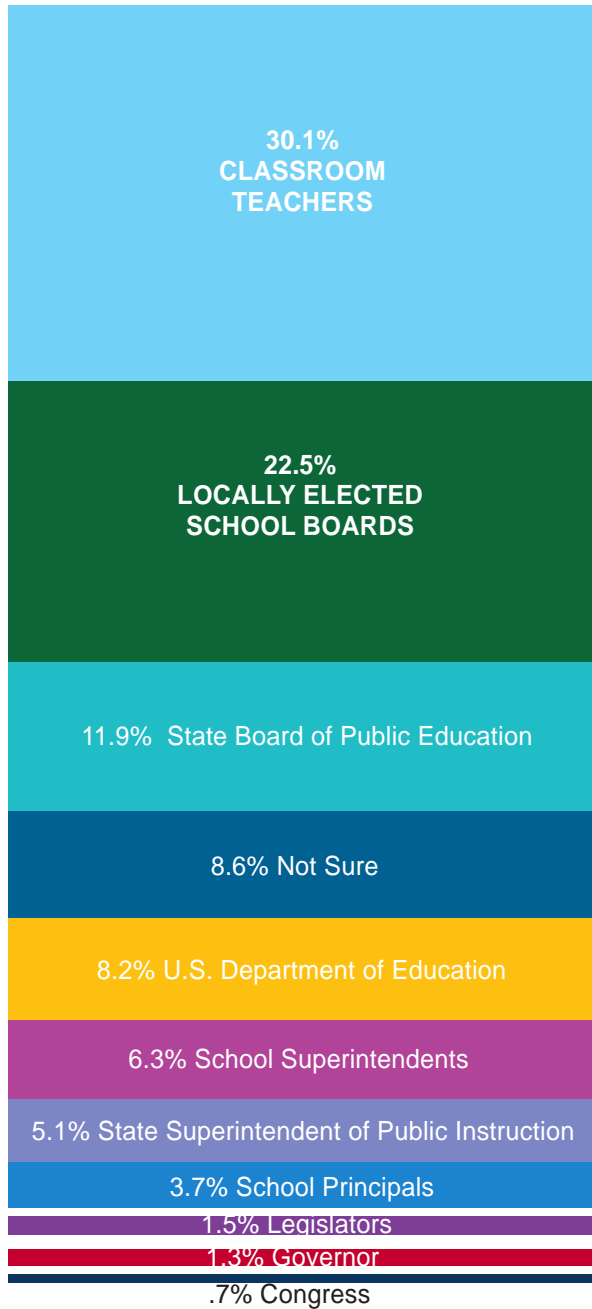 30.1%
CLASSROOM
TEACHERS
22.5%
LOCALLY ELECTED
SCHOOL BOARDS
11.9% State Board of Public Education
8.6% Not Sure
8.2% U.S. Department of Education
6.3% School Superintendents
5.1% State Superintendent of Public Instruction
3.7% School Principals
1.5% Legislators
1.3% Governor
.7% Congress